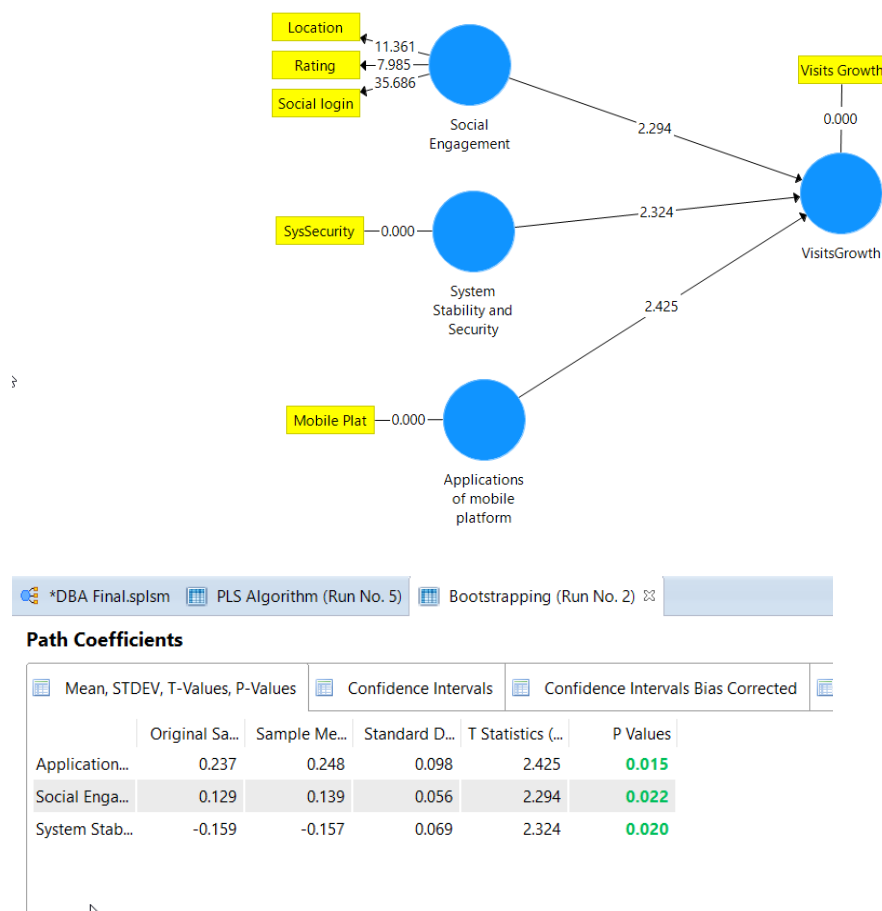 Location
11.361
Rating
7.985
Social login
35.686
Social
Engagement
2.294
Visits Growth
0.000
VisitsGrowth
SysSecurity
0.000
2.324
System
Stability and
Security
2.425
Mobile Plat
0.000
Applications
of mobile
platform
*DBA Final.splsm PLS Algorithm (Run No. 5) Bootstrapping (Run No. 2)
Path Coefficients
Mean, STDEV, T-Values, P-Values Confidence Intervals Confidence Intervals Bias Corrected
Original Sa... Sample Me... Standard D... T Statistics (... P Values
Application... 0.237 0.248 0.098 2.425 0.015
Social Enga... 0.129 0.139 0.056 2.294 0.022
System Stab... -0.159 -0.157 0.069 2.324 0.020